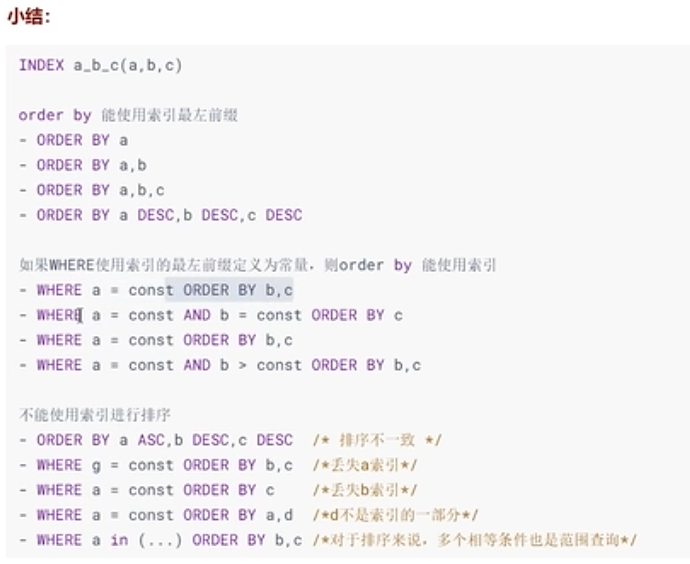 小结:
INDEX a_b_c(a,b,c)
order by 能使用索引最左前缀
- ORDER BY a
- ORDER BY a,b
- ORDER BY a,b,c
- ORDER BY a DESC,b DESC,c DESC
如果WHERE使用索引的最左前缀定义为常量，则order by 能使用索引
- WHERE a = const ORDER BY b,c
- WHERE a = const AND b = const ORDER BY c
- WHERE a = const ORDER BY b,c
- WHERE a = const AND b > const ORDER BY b,c
不能使用索引进行排序
- ORDER BY a ASC,b DESC,c DESC /* 排序不一致 */
- WHERE g = const ORDER BY b,c /*丢失a索引*/
- WHERE a = const ORDER BY c /*丢失b索引*/
- WHERE a = const ORDER BY a,d /*d不是索引的一部分*/
- WHERE a in (...) ORDER BY b,c /*对于排序来说，多个相等条件也是范围查询*/